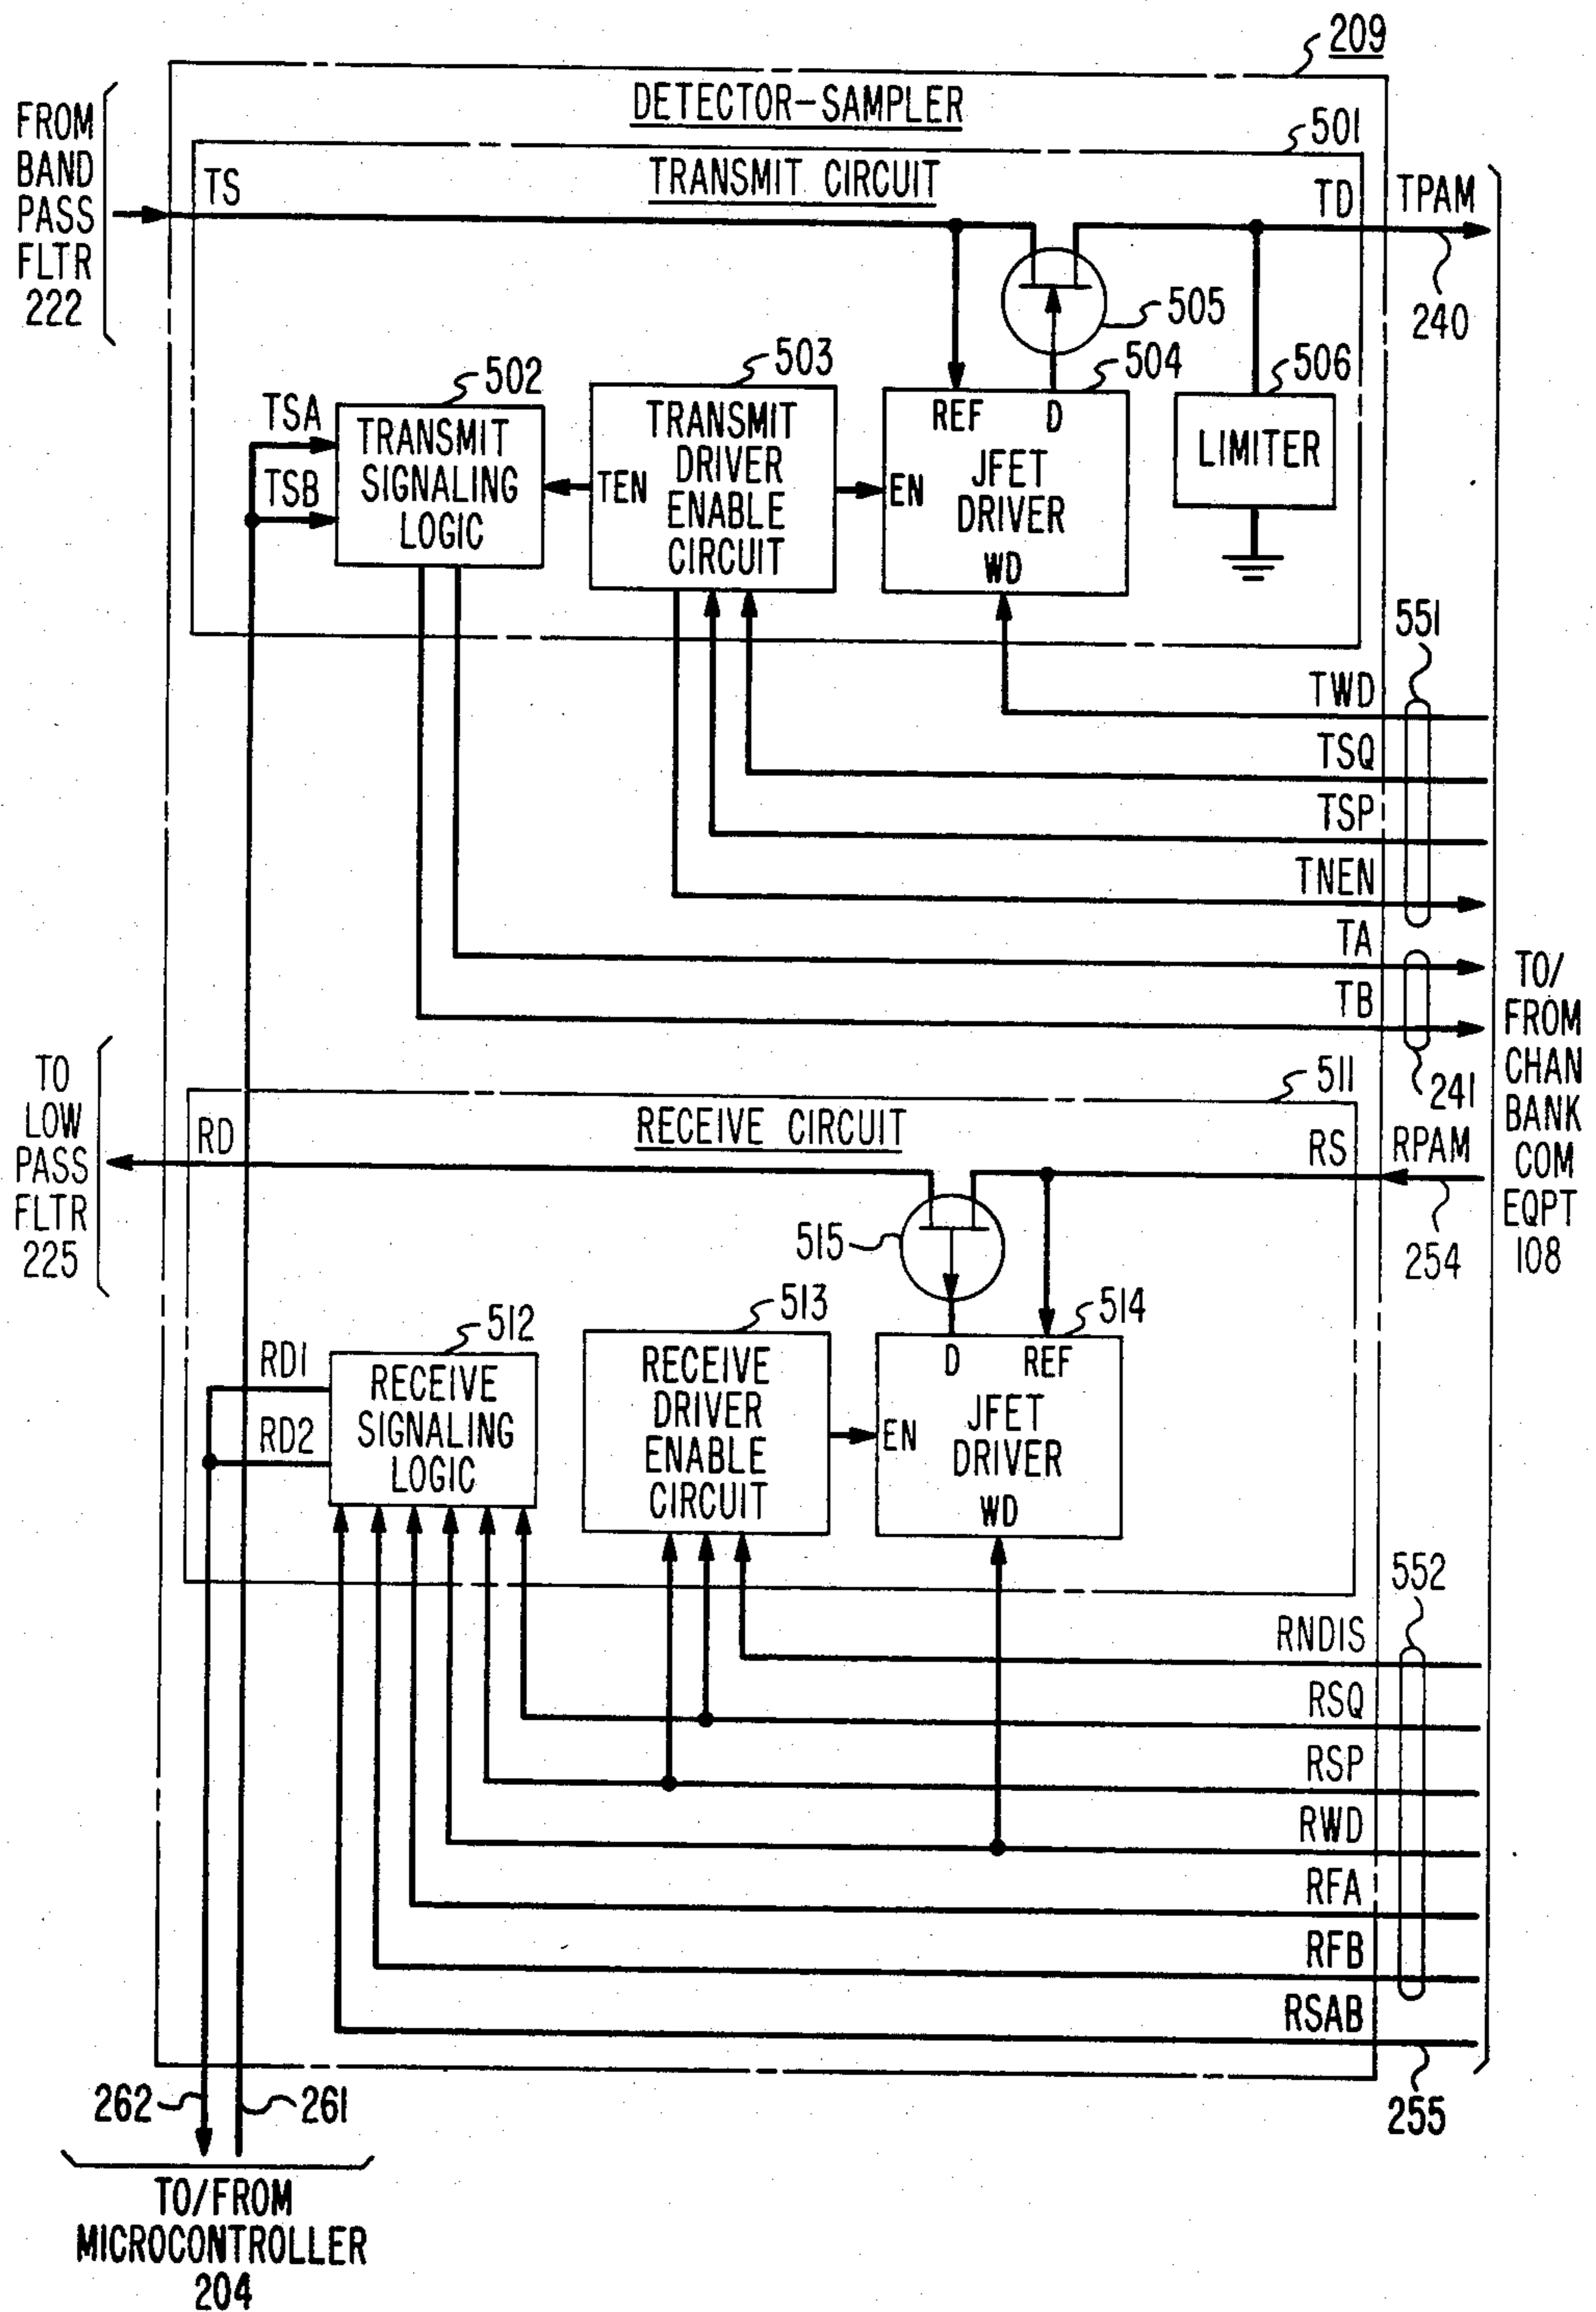 209
DETECTOR-SAMPLER
501
FROM
BAND
PASS
FLTR
222
TS
TRANSMIT CIRCUIT
TD
TPAM
240
505
502
503
504
506
TSA
TSB
TRANSMIT
SIGNALING
LOGIC
TEN
TRANSMIT
DRIVER
ENABLE
CIRCUIT
REF D
EN
JFET
DRIVER
WD
LIMITER
551
TWD
TSQ
TSP
TNEN
TA
TB
241
TO/
FROM
CHAN
BANK
COM
EQPT
108
TO
LOW
PASS
FLTR
225
511
RD
RECEIVE CIRCUIT
RS
RPAM
254
515
512
513
514
RD1
RD2
RECEIVE
SIGNALING
LOGIC
RECEIVE
DRIVER
ENABLE
CIRCUIT
D REF
EN
JFET
DRIVER
WD
552
RNDIS
RSQ
RSP
RWD
RFA
RFB
RSAB
255
262
261
TO/FROM
MICROCONTROLLER
204